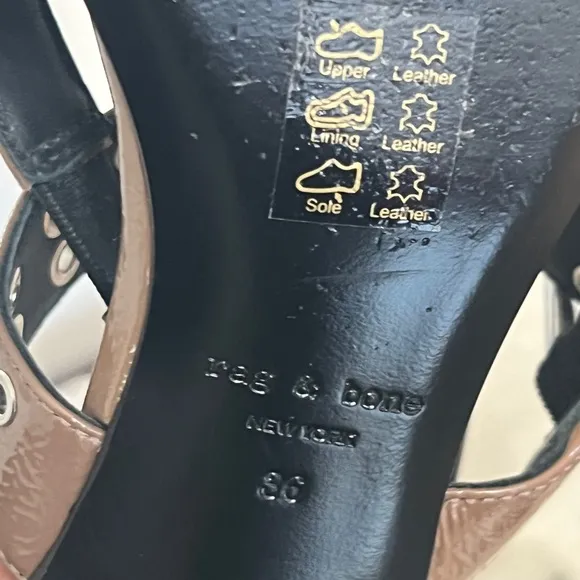 Upper Leather
Lining Leather
Sole Leather
rag & bone
NEW YORK
36